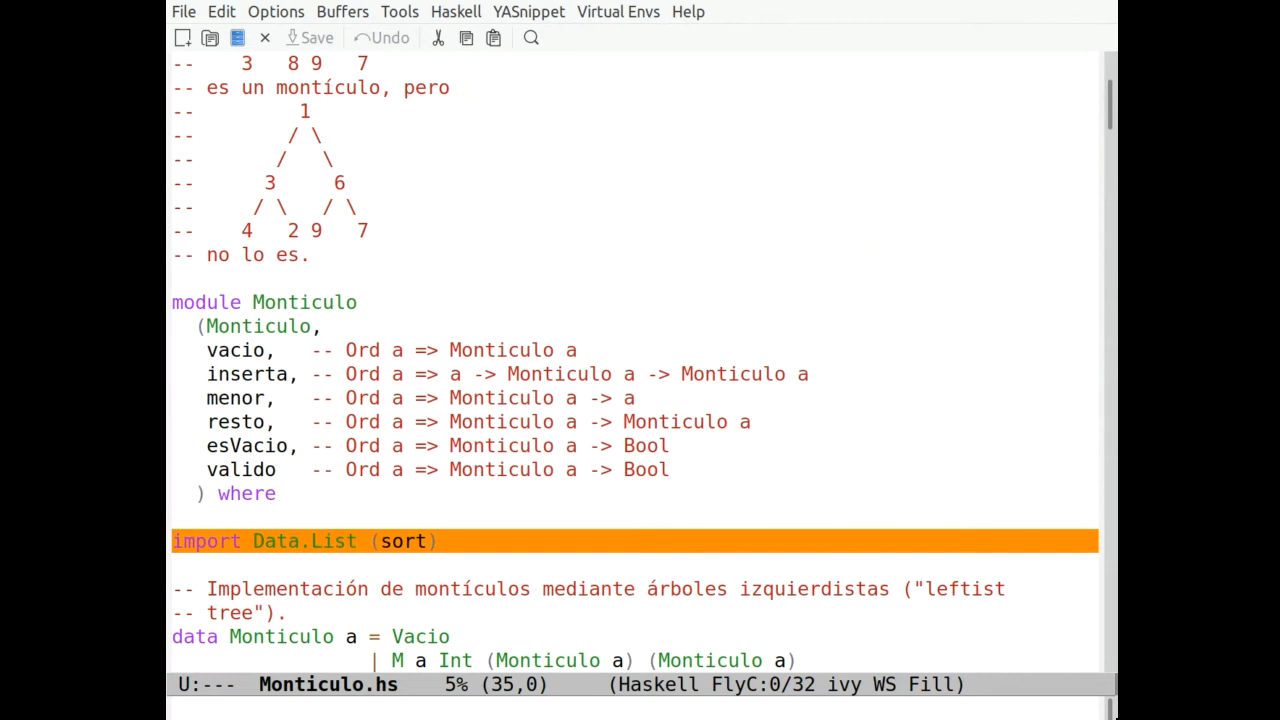 File Edit Options Buffers Tools Haskell YASnippet Virtual Envs Help
Save Undo
--    3   8 9   7
-- es un montículo, pero
--         1
--        / \
--       /   \
--      3     6
--     / \   / \
--    4   2 9   7
-- no lo es.
module Monticulo
  (Monticulo,
   vacio,   -- Ord a => Monticulo a
   inserta, -- Ord a => a -> Monticulo a -> Monticulo a
   menor,   -- Ord a => Monticulo a -> a
   resto,   -- Ord a => Monticulo a -> Monticulo a
   esVacio, -- Ord a => Monticulo a -> Bool
   valido   -- Ord a => Monticulo a -> Bool
  ) where
import Data.List (sort)
-- Implementación de montículos mediante árboles izquierdistas ("leftist
-- tree").
data Monticulo a = Vacio
                 | M a Int (Monticulo a) (Monticulo a)
U:---  Monticulo.hs    5% (35,0)     (Haskell FlyC:0/32 ivy WS Fill)